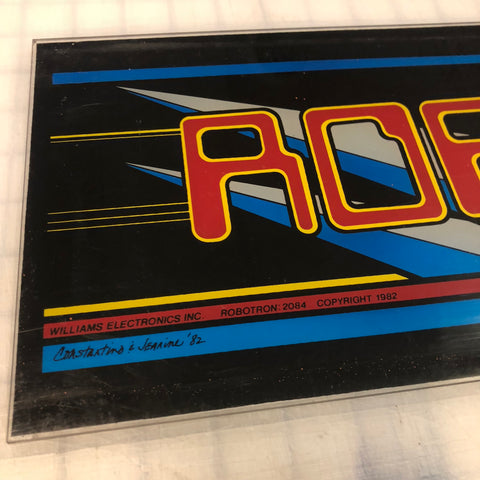 ROB
WILLIAMS ELECTRONICS INC. ROBOTRON: 2084 COPYRIGHT 1982
Constantino & Jeanine '82